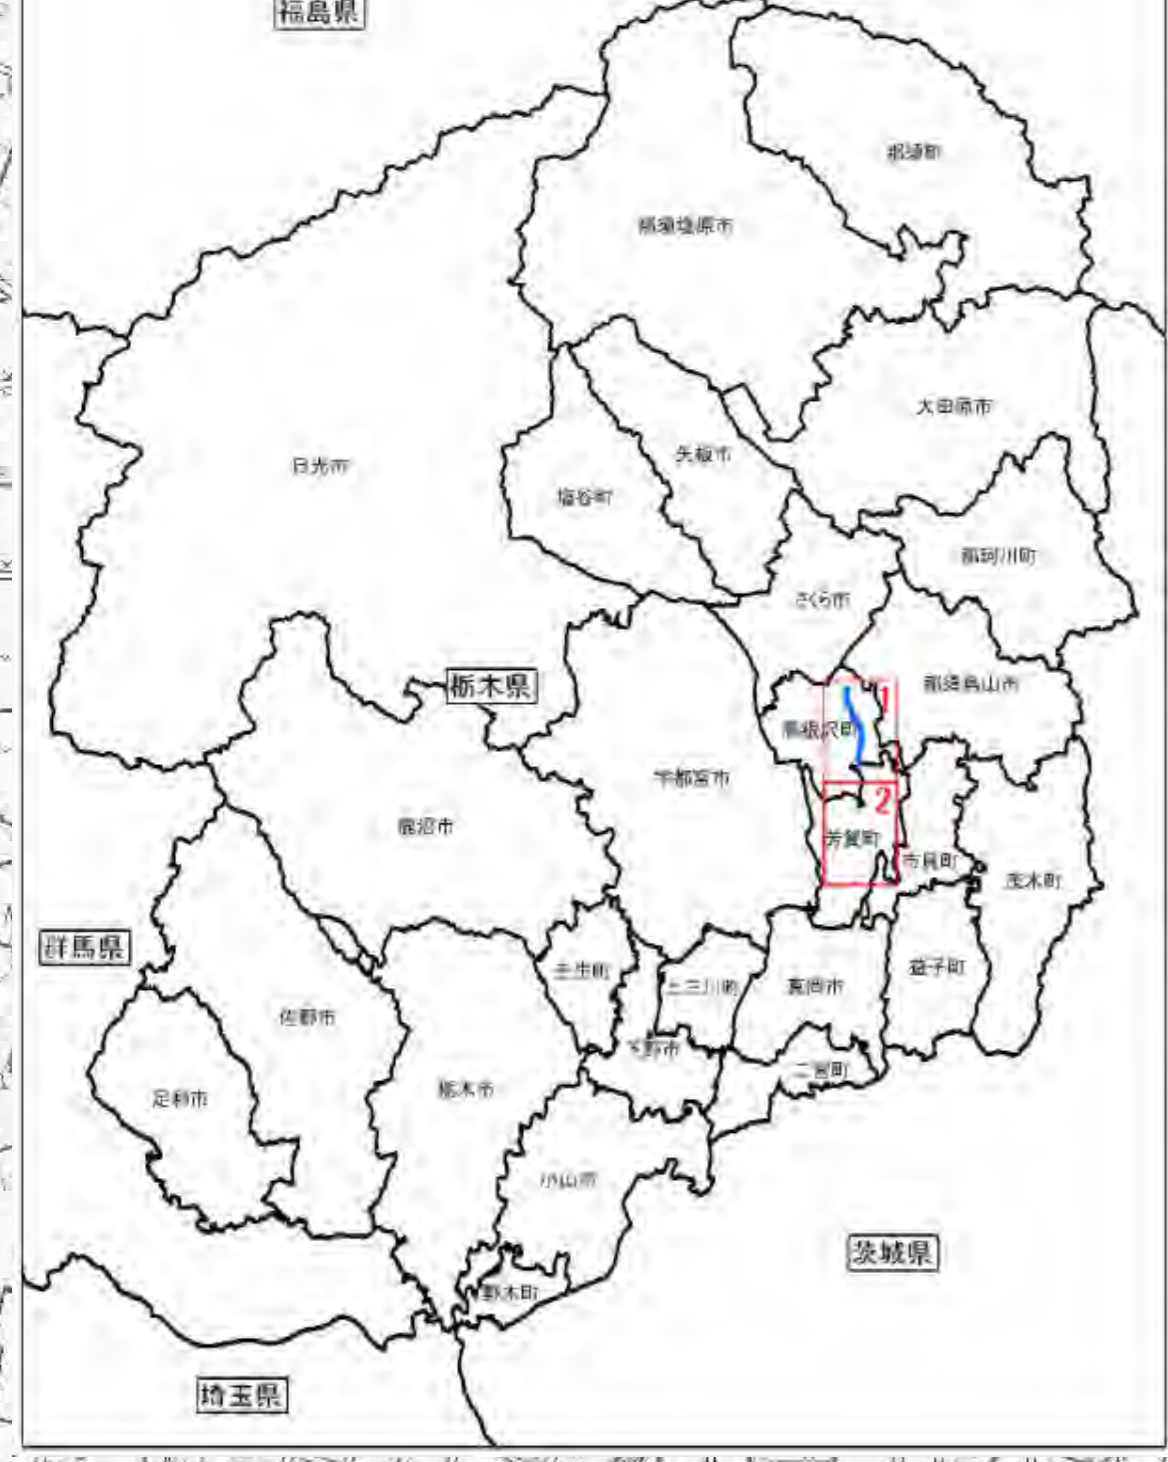 福島県
那須町
那須塩原市
大田原市
矢板市
日光市
塩谷町
那珂川町
さくら市
栃木県
那須烏山市
1
高根沢町
宇都宮市
2
鹿沼市
芳賀町
市貝町
茂木町
群馬県
壬生町
上三川町
真岡市
益子町
佐野市
下野市
二宮町
足利市
栃木市
小山市
茨城県
野木町
埼玉県